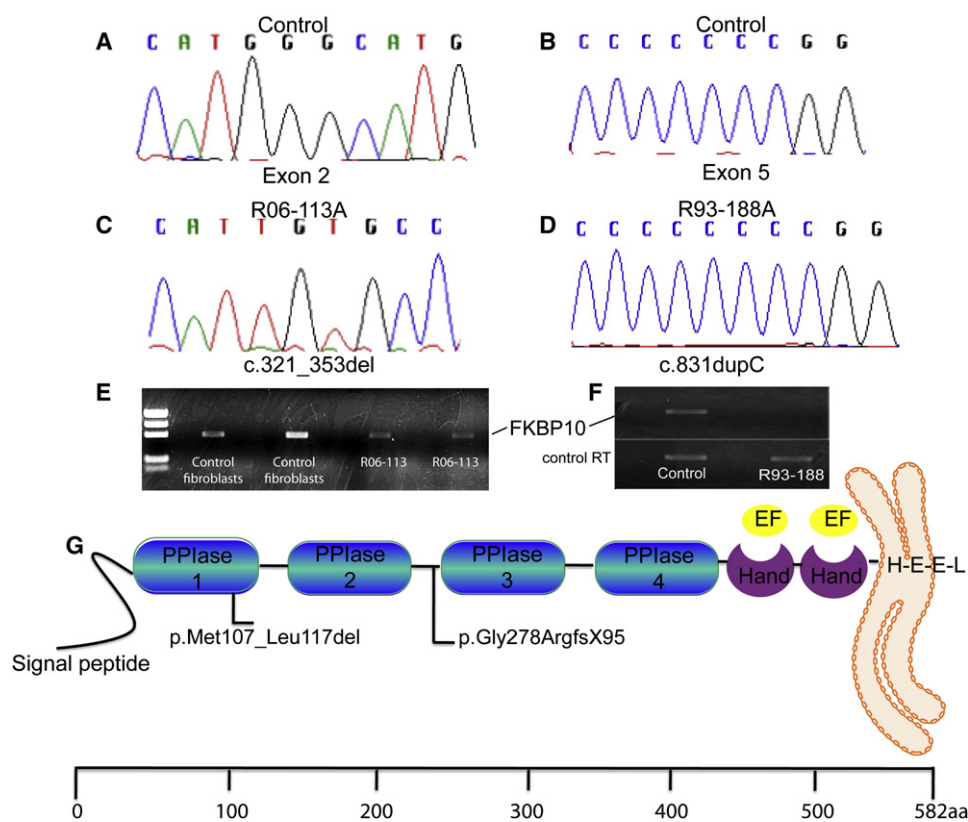 A
Control
C A T G G G C A T G
Exon 2
B
Control
C C C C C C C G G
Exon 5
C
R06-113A
C A T T G T G C C
c.321_353del
D
R93-188A
C C C C C C C C G G
c.831dupC
E
Control fibroblasts
Control fibroblasts
R06-113
R06-113
FKBP10
F
control RT
Control
R93-188
G
Signal peptide
PPIase 1
PPIase 2
PPIase 3
PPIase 4
EF
Hand
EF
Hand
H-E-E-L
p.Met107_Leu117del
p.Gly278ArgfsX95
0 100 200 300 400 500 582aa